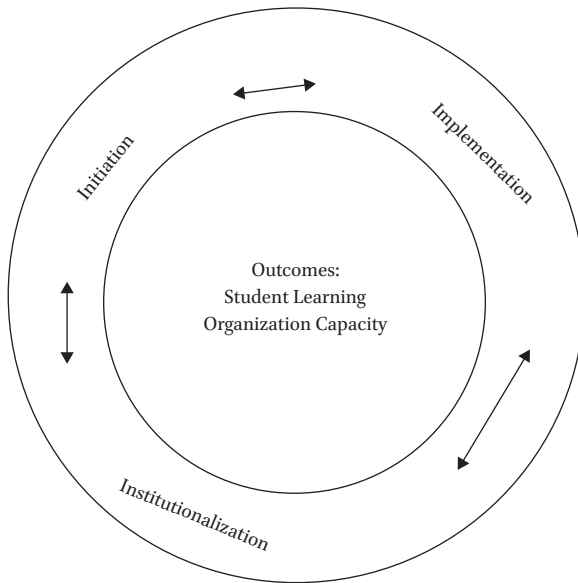 Initiation
Implementation
Outcomes:
Student Learning
Organization Capacity
Institutionalization